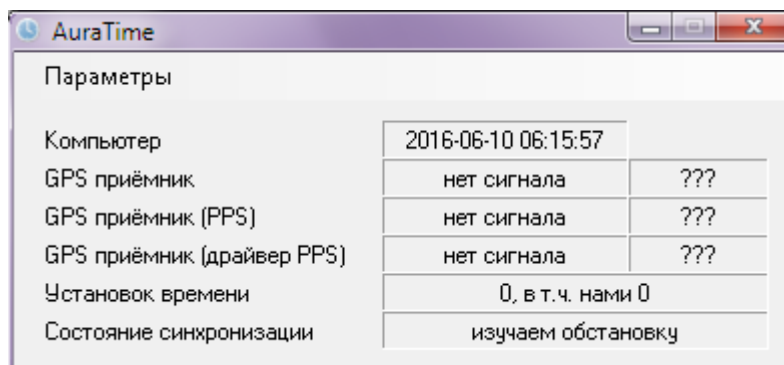 AuraTime
Параметры
Компьютер 2016-06-10 06:15:57
GPS приёмник нет сигнала ???
GPS приёмник (PPS) нет сигнала ???
GPS приёмник (драйвер PPS) нет сигнала ???
Установок времени 0, в т.ч. нами 0
Состояние синхронизации изучаем обстановку